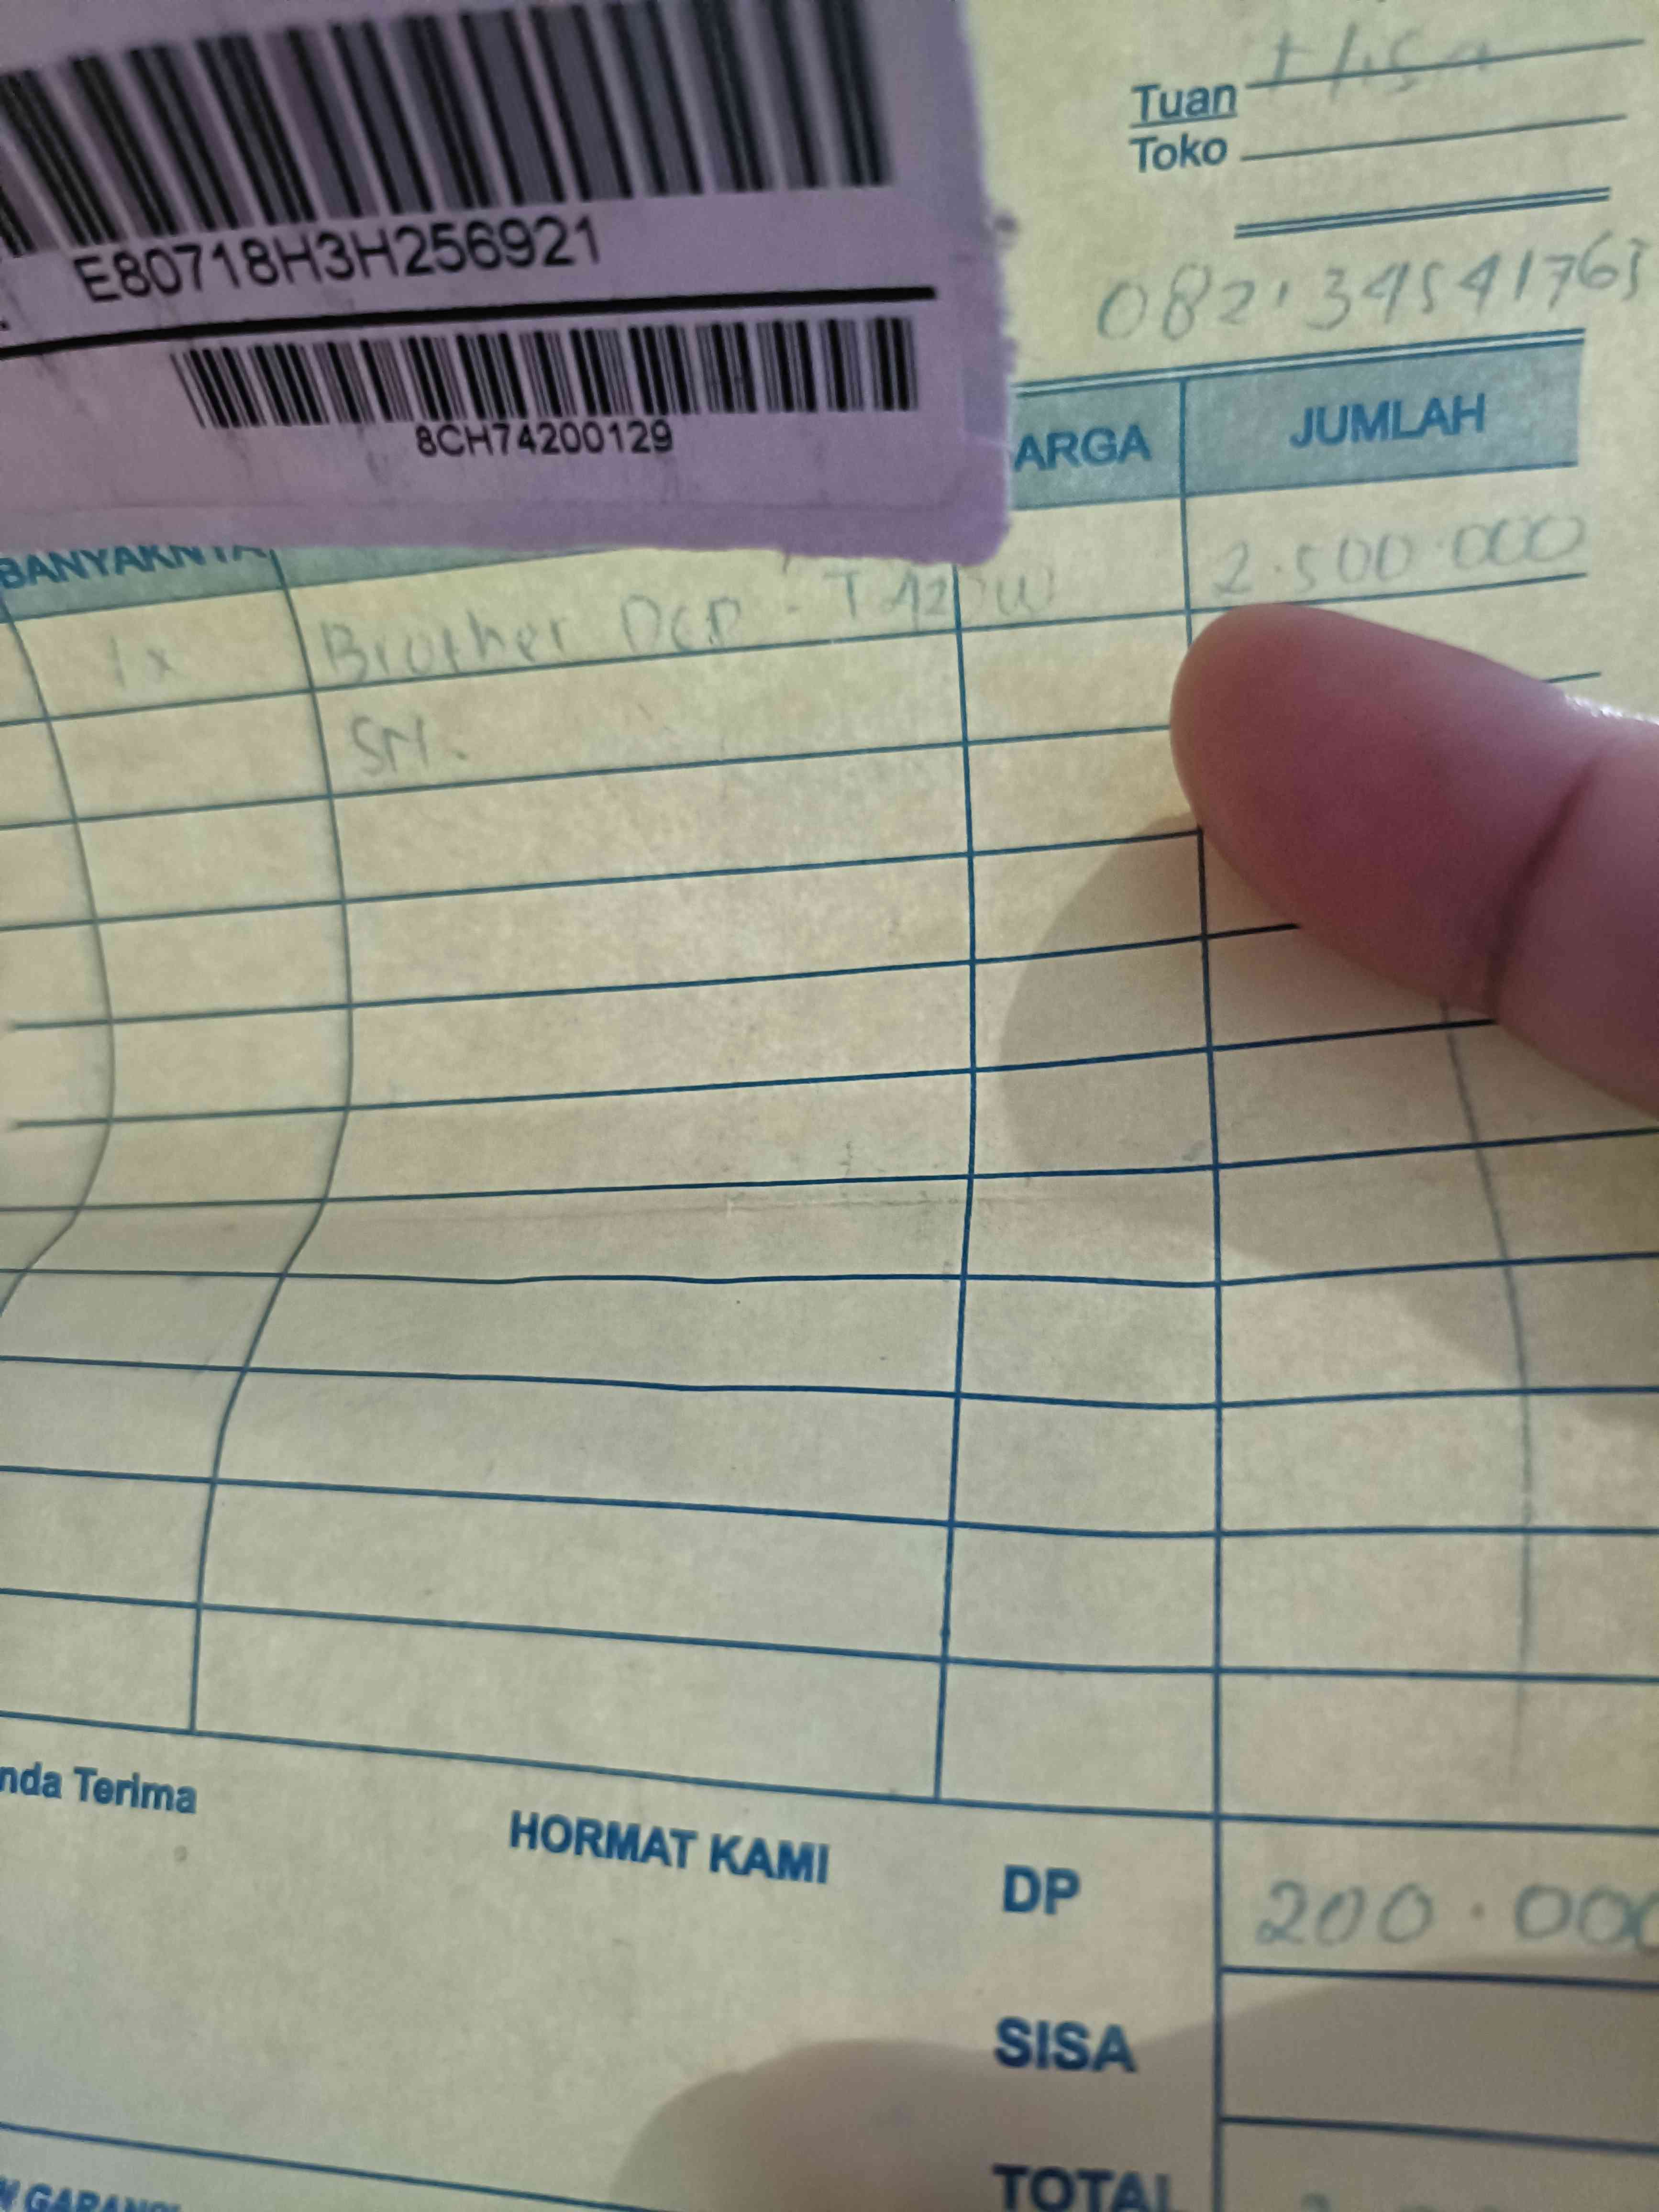 E80718H3H256921
8CH74200129
Tuan
Toko
ARGA
JUMLAH
BANYAKNYA
1x Brother DCP - T420W 2.500.000
SN.
nda Terima
HORMAT KAMI
DP 200.000
SISA
TOTAL